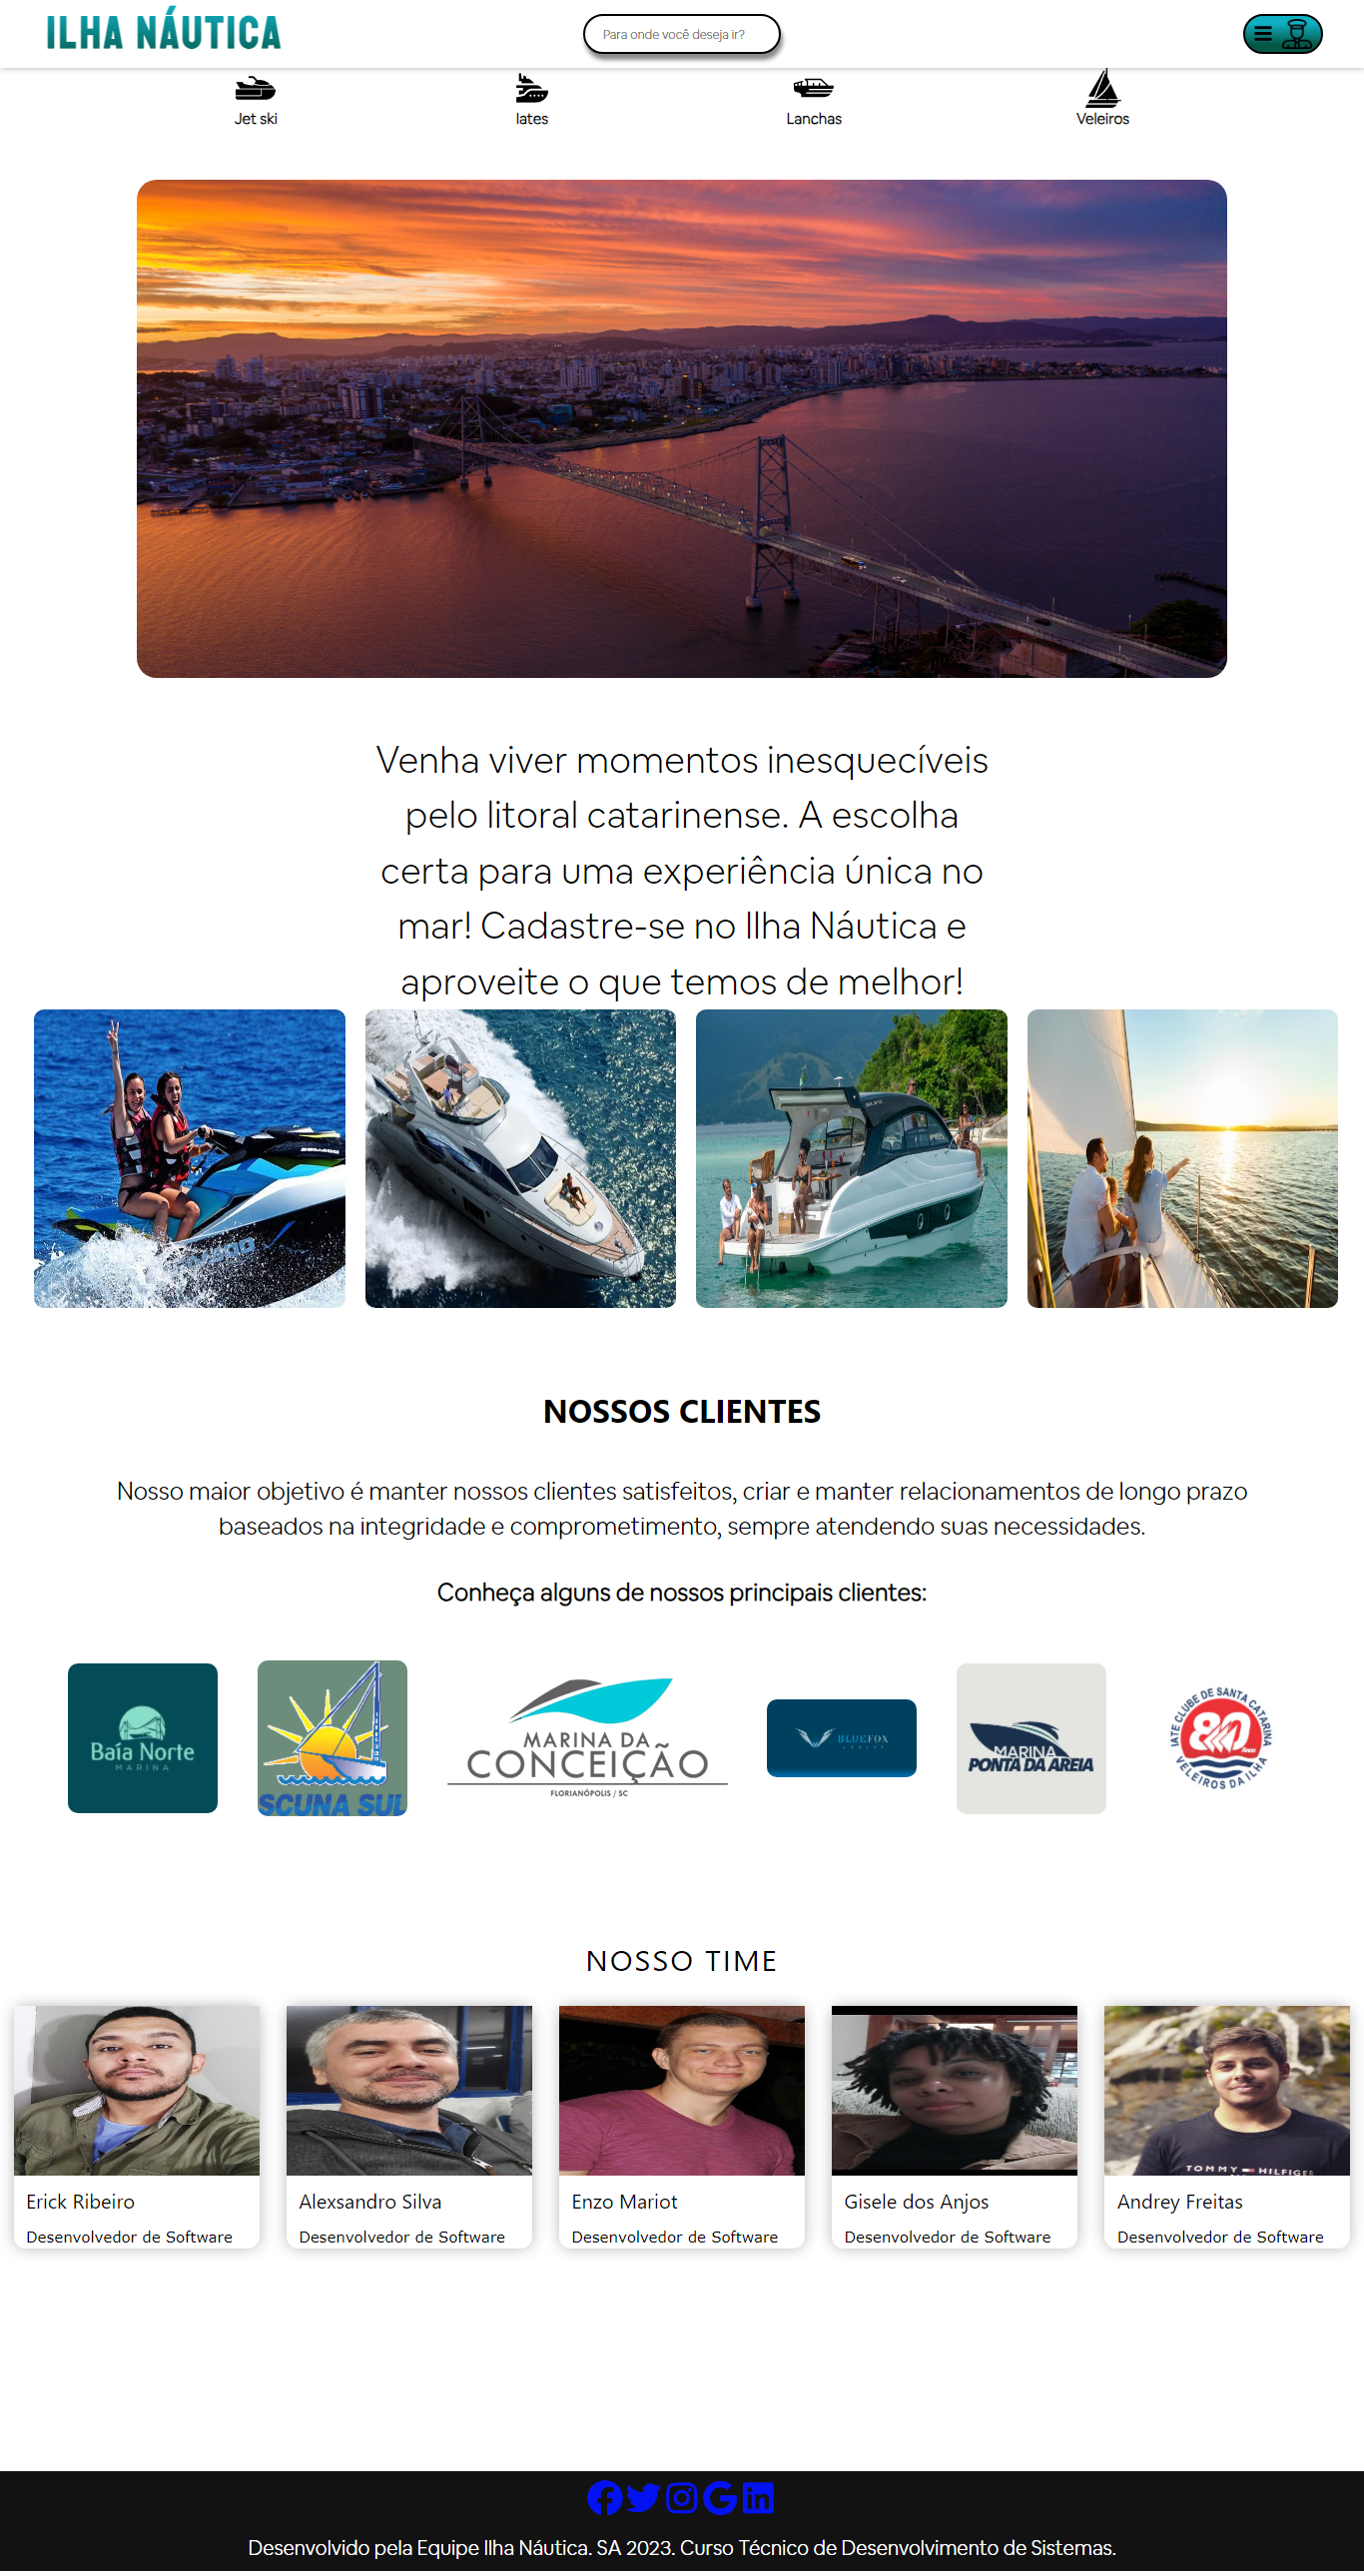 ILHA NÁUTICA
Para onde você deseja ir?
Jet ski
Iates
Lanchas
Veleiros
Venha viver momentos inesquecíveis
pelo litoral catarinense. A escolha
certa para uma experiência única no
mar! Cadastre-se no Ilha Náutica e
aproveite o que temos de melhor!
NOSSOS CLIENTES
Nosso maior objetivo é manter nossos clientes satisfeitos, criar e manter relacionamentos de longo prazo
baseados na integridade e comprometimento, sempre atendendo suas necessidades.
Conheça alguns de nossos principais clientes:
Baía Norte
MARINA
SCUNA SUL
MARINA DA
CONCEIÇÃO
FLORIANÓPOLIS / SC
BLUEFOX
MARINA
PONTA DA AREIA
IATE CLUBE DE SANTA CATARINA
80
Anos
VELEIROS DA ILHA
NOSSO TIME
TOMMY HILFIGER
Erick Ribeiro
Desenvolvedor de Software
Alexsandro Silva
Desenvolvedor de Software
Enzo Mariot
Desenvolvedor de Software
Gisele dos Anjos
Desenvolvedor de Software
Andrey Freitas
Desenvolvedor de Software
Desenvolvido pela Equipe Ilha Náutica. SA 2023. Curso Técnico de Desenvolvimento de Sistemas.